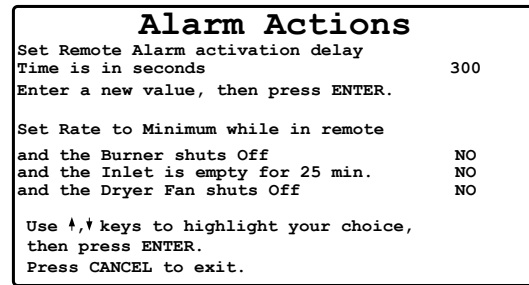 Alarm Actions
Set Remote Alarm activation delay
Time is in seconds 300
Enter a new value, then press ENTER.
Set Rate to Minimum while in remote
and the Burner shuts Off NO
and the Inlet is empty for 25 min. NO
and the Dryer Fan shuts Off NO
Use ↑,↓ keys to highlight your choice,
then press ENTER.
Press CANCEL to exit.